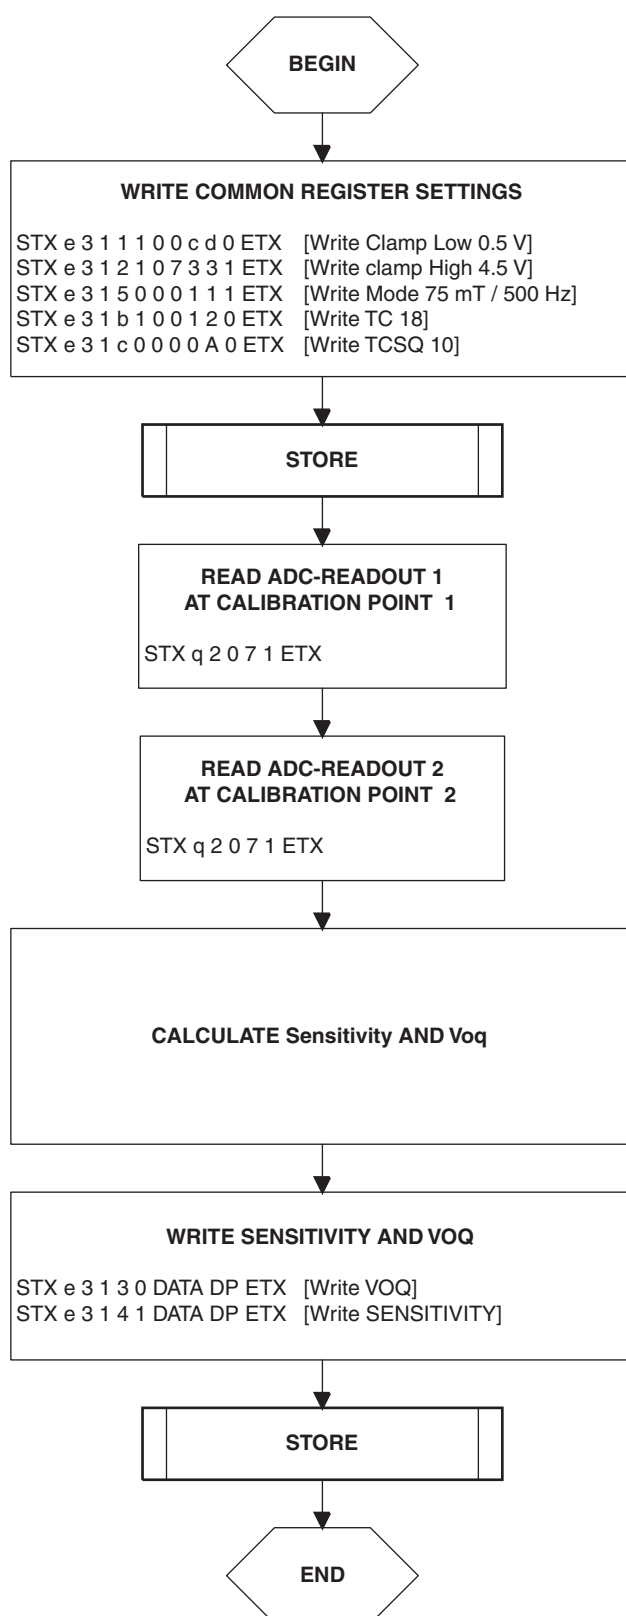 BEGIN
WRITE COMMON REGISTER SETTINGS
STX e 3 1 1 1 0 0 c d 0 ETX [Write Clamp Low 0.5 V]
STX e 3 1 2 1 0 7 3 3 1 ETX [Write clamp High 4.5 V]
STX e 3 1 5 0 0 0 1 1 1 ETX [Write Mode 75 mT / 500 Hz]
STX e 3 1 b 1 0 0 1 2 0 ETX [Write TC 18]
STX e 3 1 c 0 0 0 0 A 0 ETX [Write TCSQ 10]
STORE
READ ADC-READOUT 1
AT CALIBRATION POINT 1
STX q 2 0 7 1 ETX
READ ADC-READOUT 2
AT CALIBRATION POINT 2
STX q 2 0 7 1 ETX
CALCULATE Sensitivity AND Voq
WRITE SENSITIVITY AND VOQ
STX e 3 1 3 0 DATA DP ETX [Write VOQ]
STX e 3 1 4 1 DATA DP ETX [Write SENSITIVITY]
STORE
END